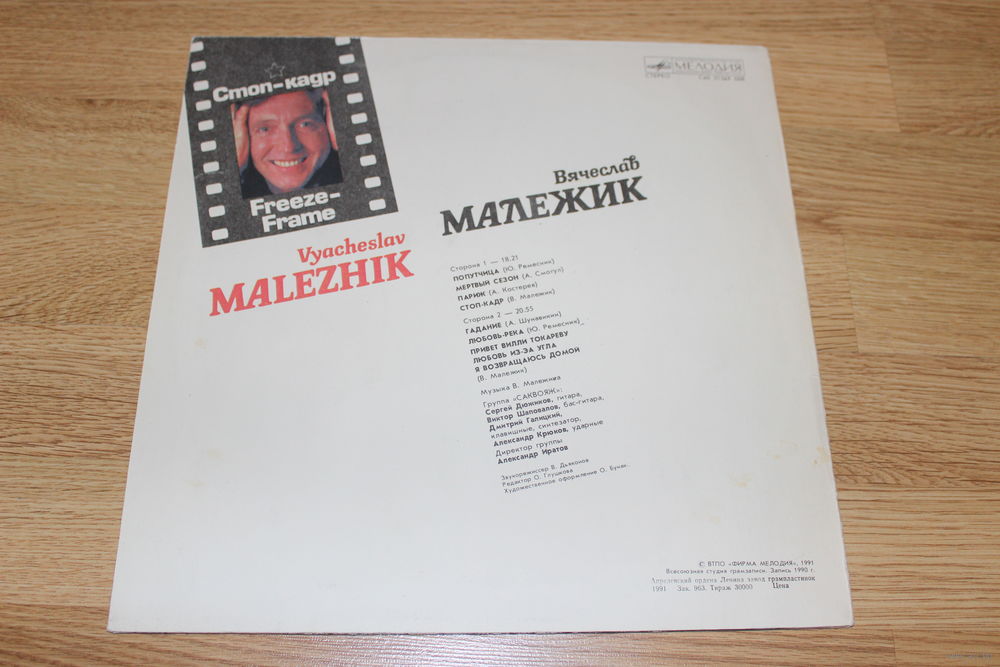 Стоп-кадр
Freeze-
Frame
Vyacheslav
MALEZHIK
МЕЛОДИЯ
СТЕРЕО
Вячеслав
МАЛЕЖИК
Сторона 1 — 18.21
ПОПУТЧИЦА (Ю. Ремесник)
МЕРТВЫЙ СЕЗОН (А. Смогул)
ПАРИЖ (А. Костерев)
СТОП-КАДР (В. Малежик)
Сторона 2 — 20.55
ГАДАНИЕ (А. Шунавикин)
ЛЮБОВЬ-РЕКА (Ю. Ремесник)
ПРИВЕТ ВИЛЛИ ТОКАРЕВУ
ЛЮБОВЬ ИЗ-ЗА УГЛА
Я ВОЗВРАЩАЮСЬ ДОМОЙ
(В. Малежик)
Музыка В. Малежика
Группа «САКВОЯЖ»:
Сергей Дюжиков, гитара,
Виктор Шаповалов, бас-гитара,
Дмитрий Галицкий,
клавишные, синтезатор,
Александр Крюков, ударные
Директор группы
Александр Иратов
Звукорежиссер В. Дьяконов
Редактор О. Глушкова
Художественное оформление О. Бунак
© ВТПО «ФИРМА МЕЛОДИЯ», 1991
Всесоюзная студия грамзаписи. Запись 1990 г.
Апрелевский ордена Ленина завод грампластинок
1991 Зак. 963. Тираж 30000 Цена